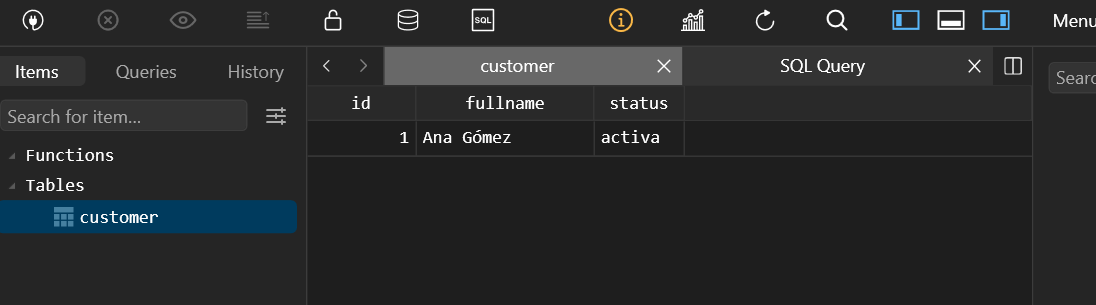 SQL
Menu
Items Queries History
customer
SQL Query
Search for item...
id fullname status
1 Ana Gómez activa
Functions
Tables
customer